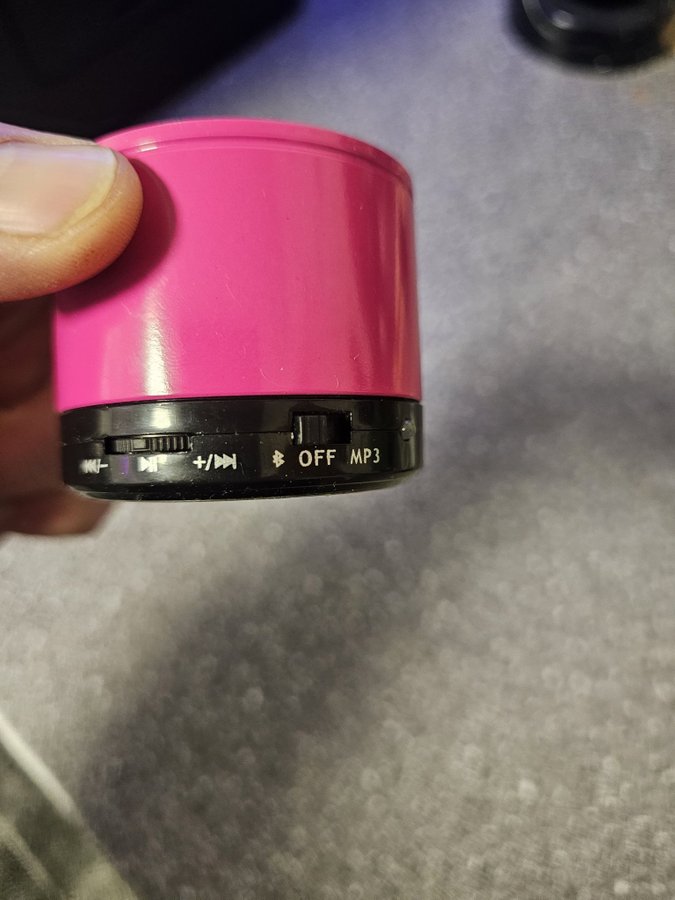 ⏮/- ⏯ +/⏭ OFF MP3